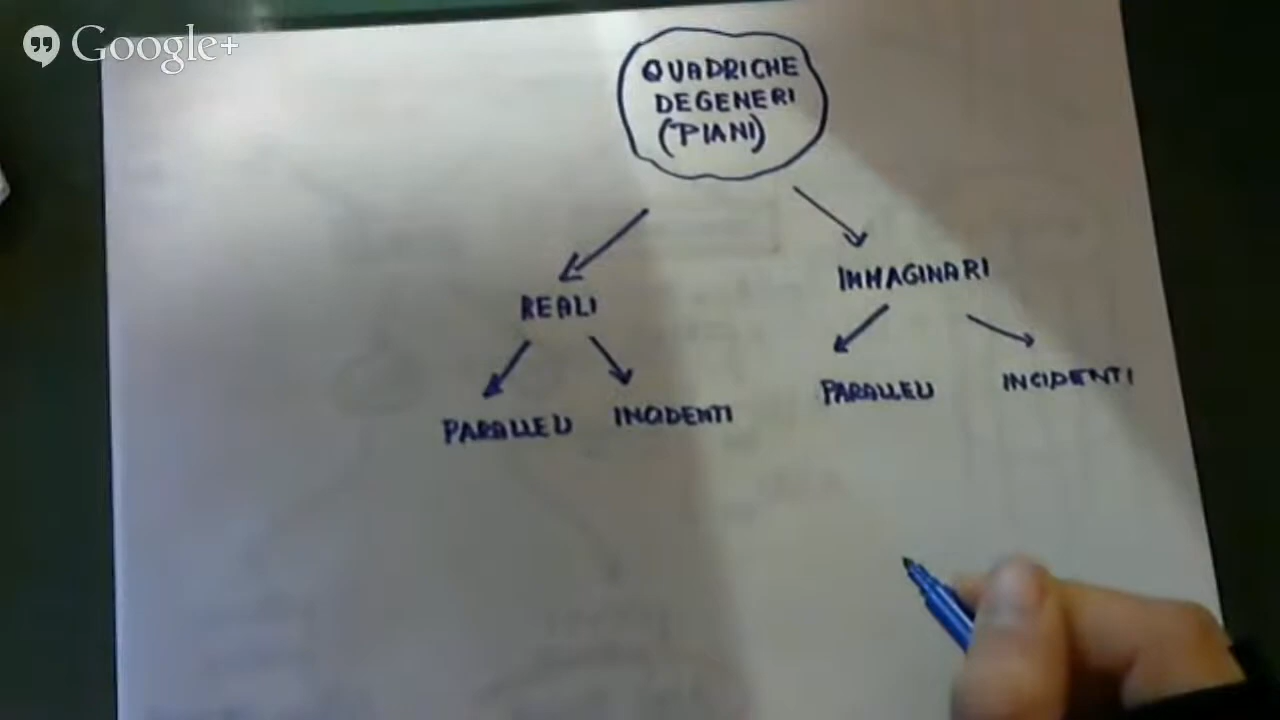 Google+
QUADRICHE
DEGENERI
(PIANI)
REALI
IMMAGINARI
PARALLELI
INCIDENTI
PARALLELI
INCIDENTI